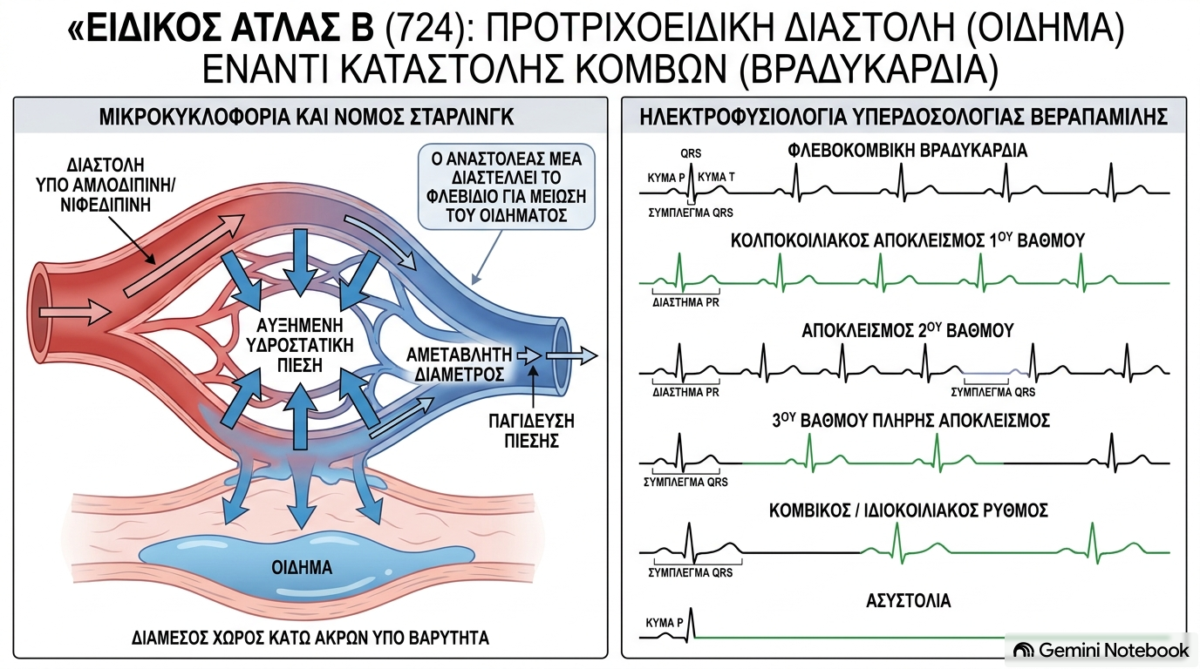 «ΕΙΔΙΚΟΣ ΑΤΛΑΣ Β (724): ΠΡΟΤΡΙΧΟΕΙΔΙΚΗ ΔΙΑΣΤΟΛΗ (ΟΙΔΗΜΑ)
ΕΝΑΝΤΙ ΚΑΤΑΣΤΟΛΗΣ ΚΟΜΒΩΝ (ΒΡΑΔΥΚΑΡΔΙΑ)
ΜΙΚΡΟΚΥΚΛΟΦΟΡΙΑ ΚΑΙ ΝΟΜΟΣ ΣΤΑΡΛΙΝΓΚ
ΔΙΑΣΤΟΛΗ
ΥΠΟ ΑΜΛΟΔΙΠΙΝΗ/
ΝΙΦΕΔΙΠΙΝΗ
Ο ΑΝΑΣΤΟΛΕΑΣ ΜΕΑ
ΔΙΑΣΤΕΛΛΕΙ ΤΟ
ΦΛΕΒΙΔΙΟ ΓΙΑ ΜΕΙΩΣΗ
ΤΟΥ ΟΙΔΗΜΑΤΟΣ
ΑΥΞΗΜΕΝΗ
ΥΔΡΟΣΤΑΤΙΚΗ
ΠΙΕΣΗ
ΑΜΕΤΑΒΛΗΤΗ
ΔΙΑΜΕΤΡΟΣ
ΠΑΓΙΔΕΥΣΗ
ΠΙΕΣΗΣ
ΟΙΔΗΜΑ
ΔΙΑΜΕΣΟΣ ΧΩΡΟΣ ΚΑΤΩ ΑΚΡΩΝ ΥΠΟ ΒΑΡΥΤΗΤΑ
ΗΛΕΚΤΡΟΦΥΣΙΟΛΟΓΙΑ ΥΠΕΡΔΟΣΟΛΟΓΙΑΣ ΒΕΡΑΠΑΜΙΛΗΣ
ΦΛΕΒΟΚΟΜΒΙΚΗ ΒΡΑΔΥΚΑΡΔΙΑ
QRS
ΚΥΜΑ P
ΚΥΜΑ T
ΣΥΜΠΛΕΓΜΑ QRS
ΚΟΛΠΟΚΟΙΛΙΑΚΟΣ ΑΠΟΚΛΕΙΣΜΟΣ 1ΟΥ ΒΑΘΜΟΥ
ΔΙΑΣΤΗΜΑ PR
ΑΠΟΚΛΕΙΣΜΟΣ 2ΟΥ ΒΑΘΜΟΥ
ΔΙΑΣΤΗΜΑ PR
ΣΥΜΠΛΕΓΜΑ QRS
3ΟΥ ΒΑΘΜΟΥ ΠΛΗΡΗΣ ΑΠΟΚΛΕΙΣΜΟΣ
ΣΥΜΠΛΕΓΜΑ QRS
ΚΟΜΒΙΚΟΣ / ΙΔΙΟΚΟΙΛΙΑΚΟΣ ΡΥΘΜΟΣ
ΣΥΜΠΛΕΓΜΑ QRS
ΑΣΥΣΤΟΛΙΑ
ΚΥΜΑ P
Gemini Notebook